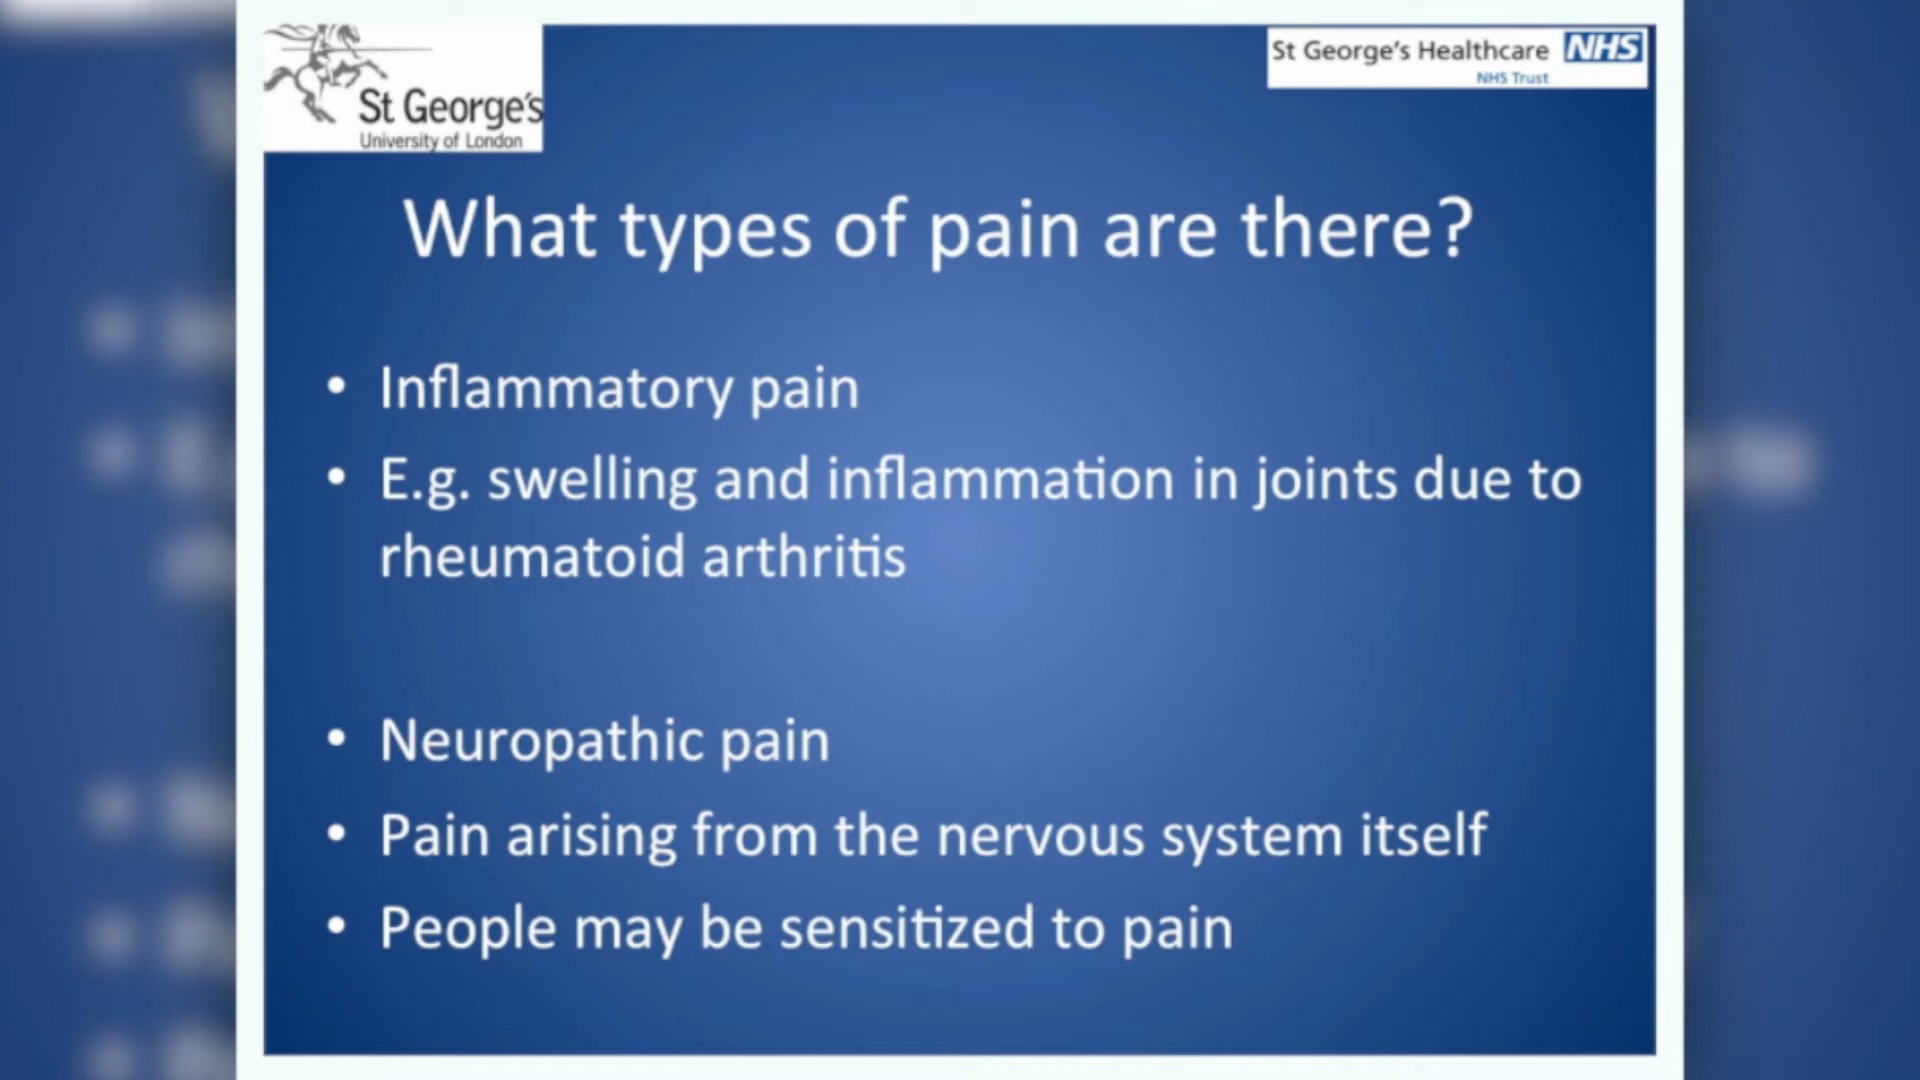 St George's
University of London
St George's Healthcare NHS
NHS Trust
What types of pain are there?
• Inflammatory pain
• E.g. swelling and inflammation in joints due to
rheumatoid arthritis
• Neuropathic pain
• Pain arising from the nervous system itself
• People may be sensitized to pain